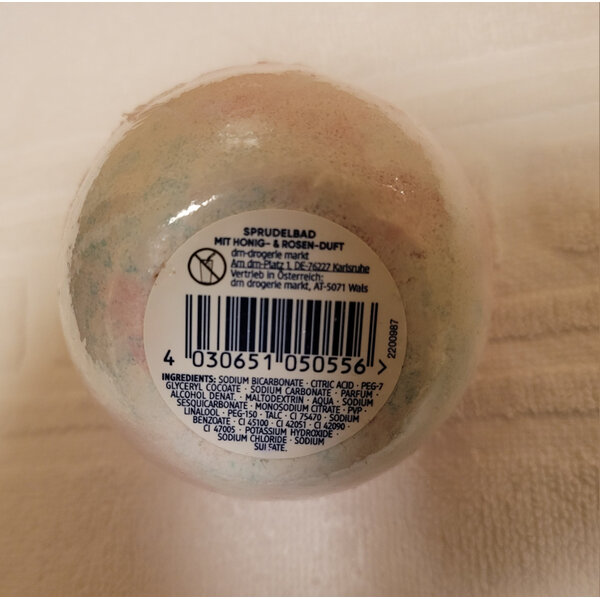 SPRUDELBAD
MIT HONIG- & ROSEN-DUFT
dm-drogerie markt
Am dm-Platz 1, DE-76227 Karlsruhe
Vertrieb in Österreich:
dm drogerie markt, AT-5071 Wals
4 030651 050556 >
2200987
INGREDIENTS: SODIUM BICARBONATE · CITRIC ACID · PEG-7
GLYCERYL COCOATE · SODIUM CARBONATE · PARFUM ·
ALCOHOL DENAT. · MALTODEXTRIN · AQUA · SODIUM
SESQUICARBONATE · MONOSODIUM CITRATE · PVP ·
LINALOOL · PEG-150 · TALC · CI 75470 · SODIUM
BENZOATE · CI 45100 · CI 42051 · CI 42090 ·
CI 47005 · POTASSIUM HYDROXIDE ·
SODIUM CHLORIDE · SODIUM
SULFATE.